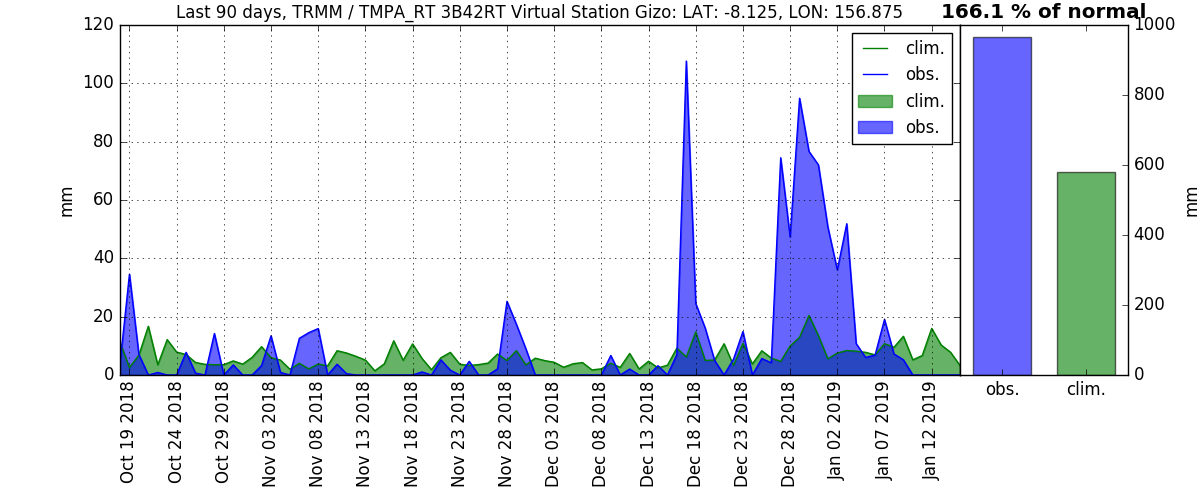 Last 90 days, TRMM / TMPA_RT 3B42RT Virtual Station Gizo: LAT: -8.125, LON: 156.875
166.1 % of normal
120
100
80
60
40
20
0
mm
clim.
obs.
clim.
obs.
1000
800
600
400
200
0
mm
obs.
clim.
Oct 19 2018
Oct 24 2018
Oct 29 2018
Nov 03 2018
Nov 08 2018
Nov 13 2018
Nov 18 2018
Nov 23 2018
Nov 28 2018
Dec 03 2018
Dec 08 2018
Dec 13 2018
Dec 18 2018
Dec 23 2018
Dec 28 2018
Jan 02 2019
Jan 07 2019
Jan 12 2019